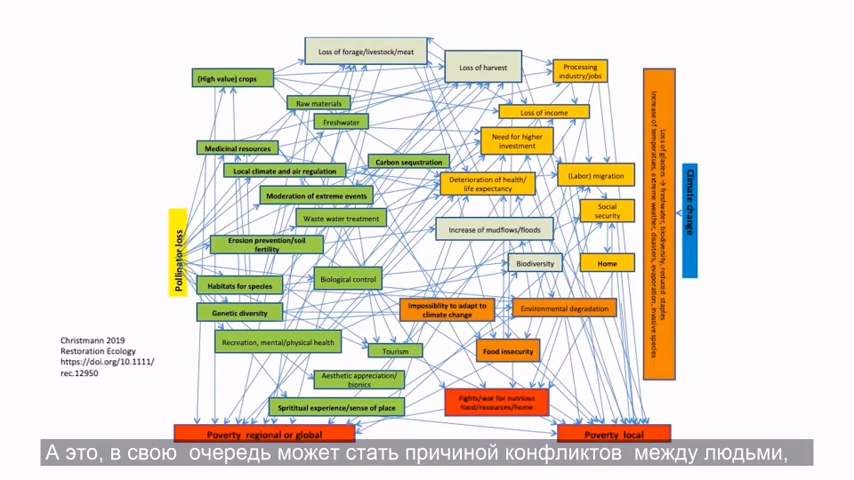 Loss of forage/livestock/meat
Loss of harvest
Processing
industry/jobs
(High value) crops
Raw materials
Loss of income
Freshwater
Need for higher
investment
Medicinal resources
Carbon sequstration
Local climate and air regulation
Deterioration of health/
life expectancy
(Labor) migration
Moderation of extreme events
Social
security
Waste water treatment
Increase of mudflows/floods
Erosion prevention/soil
fertility
Pollinator loss
Biodiversity
Home
Biological control
Habitats for species
Genetic diversity
Impossiblity to adapt to
climate change
Environmental degradation
Recreation, mental/physical health
Tourism
Food insecurity
Aesthetic appreciation/
bionics
Sprititual experience/sense of place
Fights/war for nutrious
food/resources/home
Poverty regional or global
Poverty local
Climate change
Loss of glaciers → freshwater, biodiversity, reduced staples
Increase of temperature, extreme weather, disasters, evaporation, invasive species
Christmann 2019
Restoration Ecology
https://doi.org/10.1111/
rec.12950
А это, в свою очередь может стать причиной конфликтов между людьми,